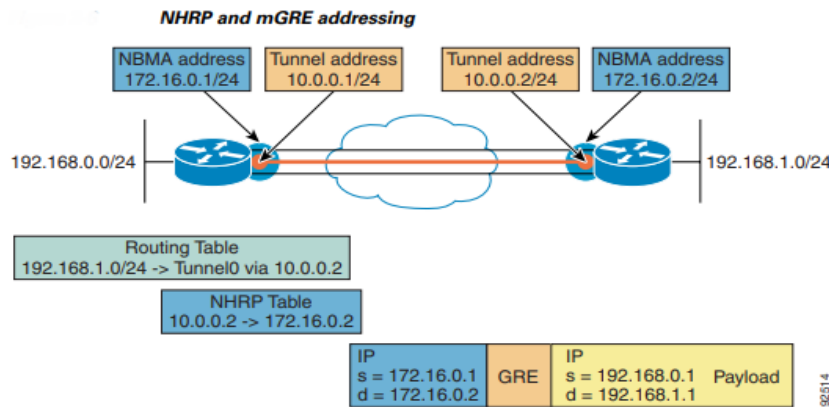 NHRP and mGRE addressing
NBMA address
172.16.0.1/24
Tunnel address
10.0.0.1/24
Tunnel address
10.0.0.2/24
NBMA address
172.16.0.2/24
192.168.0.0/24
192.168.1.0/24
Routing Table
192.168.1.0/24 -> Tunnel0 via 10.0.0.2
NHRP Table
10.0.0.2 -> 172.16.0.2
IP
s = 172.16.0.1
d = 172.16.0.2
GRE
IP
s = 192.168.0.1
d = 192.168.1.1
Payload
92514